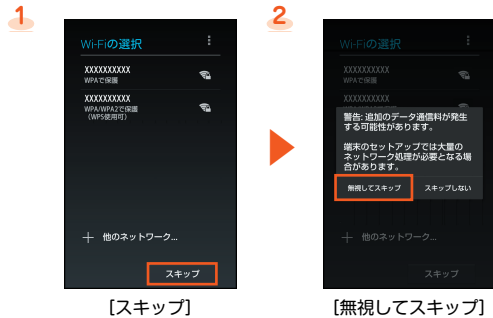 1
Wi-Fiの選択
XXXXXXXXXX
WPAで保護
XXXXXXXXXX
WPA/WPA2で保護
(WPS使用可)
＋ 他のネットワーク...
スキップ
[スキップ]
2
Wi-Fiの選択
XXXXXXXXXX
WPAで保護
XXXXXXXXXX
警告: 追加のデータ通信料が発生
する可能性があります。
端末のセットアップでは大量の
ネットワーク処理が必要となる場
合があります。
無視してスキップ スキップしない
＋ 他のネットワーク...
スキップ
[無視してスキップ]